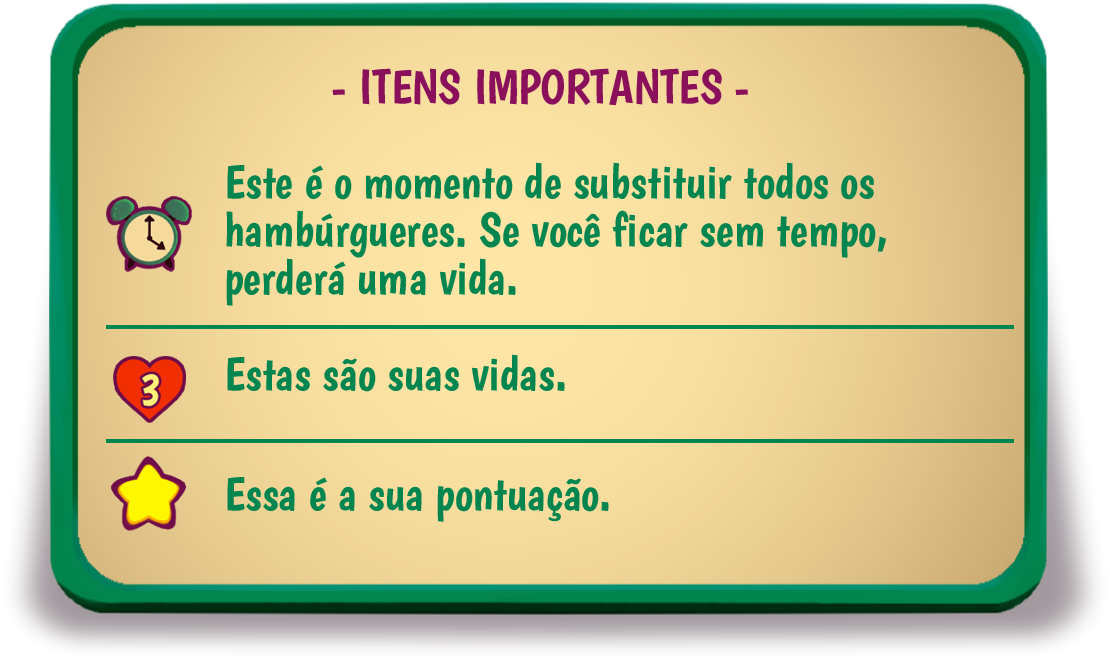 - ITENS IMPORTANTES -
Este é o momento de substituir todos os
hambúrgueres. Se você ficar sem tempo,
perderá uma vida.
3
Estas são suas vidas.
Essa é a sua pontuação.